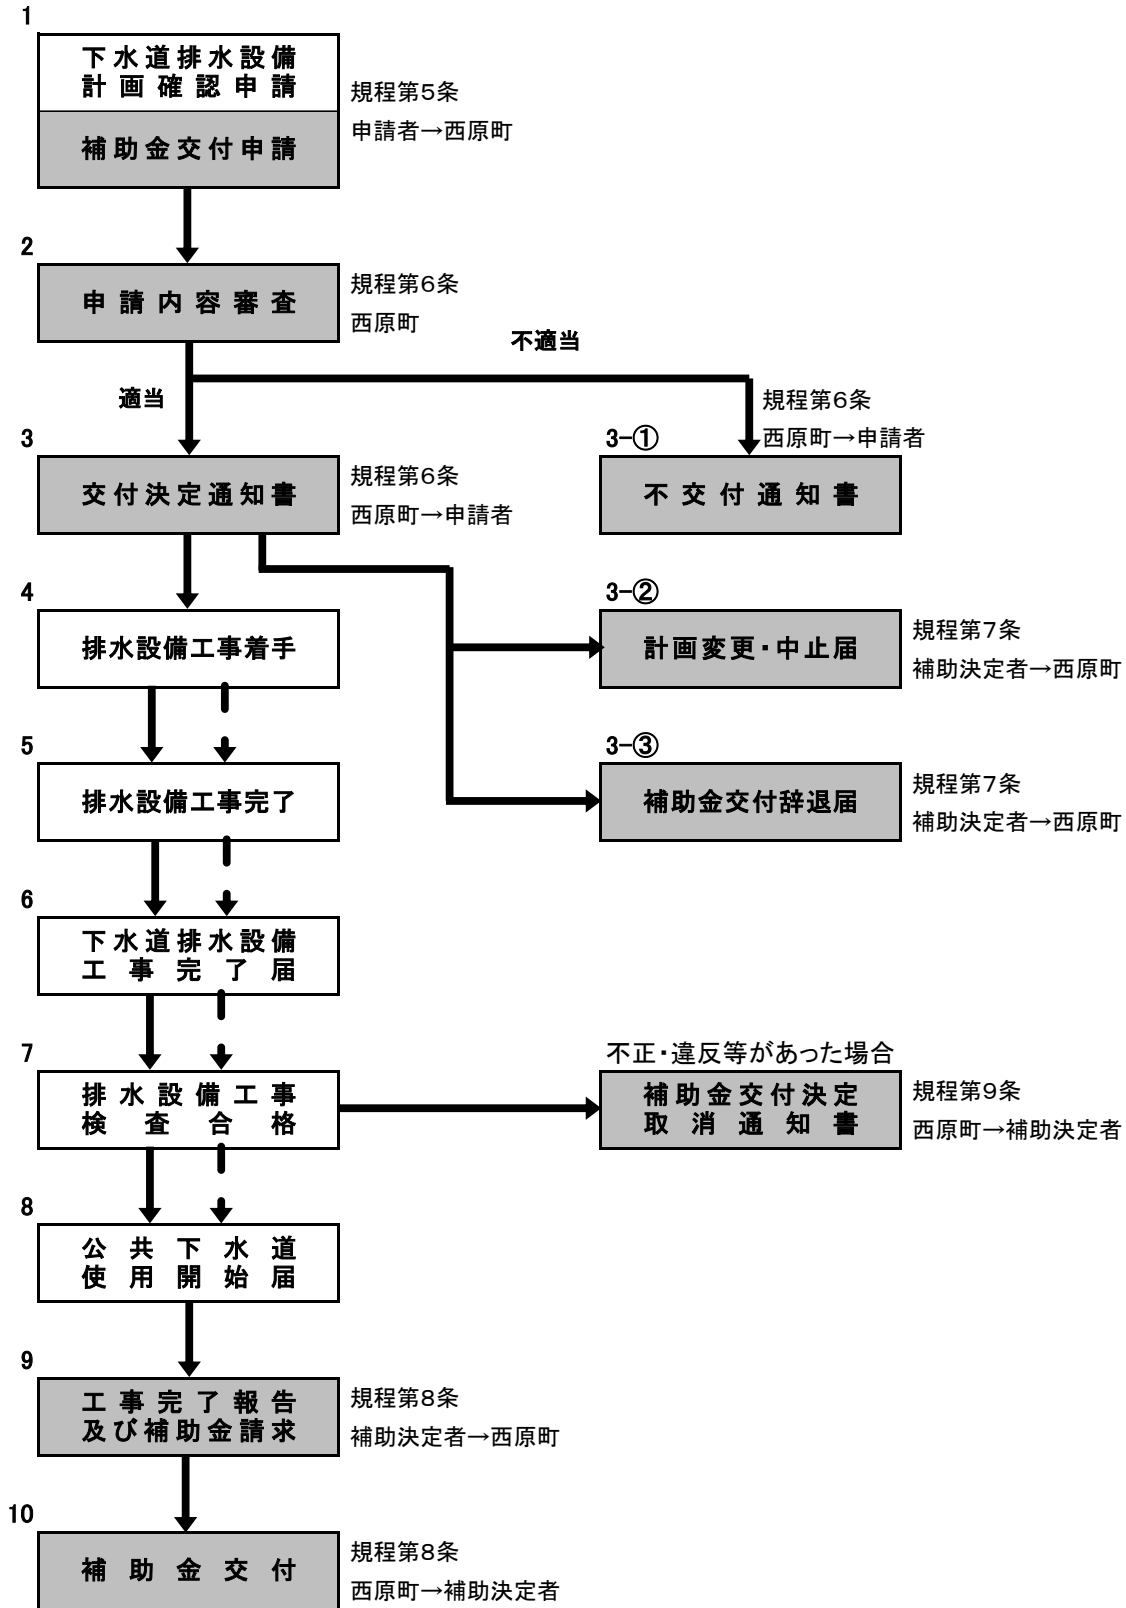 1
下水道排水設備
計画確認申請
補助金交付申請
規程第5条
申請者→西原町
2
申請内容審査
規程第6条
西原町
不適当
適当
規程第6条
西原町→申請者
3
交付決定通知書
規程第6条
西原町→申請者
3-①
不交付通知書
4
排水設備工事着手
3-②
計画変更・中止届
規程第7条
補助決定者→西原町
5
排水設備工事完了
3-③
補助金交付辞退届
規程第7条
補助決定者→西原町
6
下水道排水設備
工事完了届
7
排水設備工事
検査合格
不正・違反等があった場合
補助金交付決定
取消通知書
規程第9条
西原町→補助決定者
8
公共下水道
使用開始届
9
工事完了報告
及び補助金請求
規程第8条
補助決定者→西原町
10
補助金交付
規程第8条
西原町→補助決定者